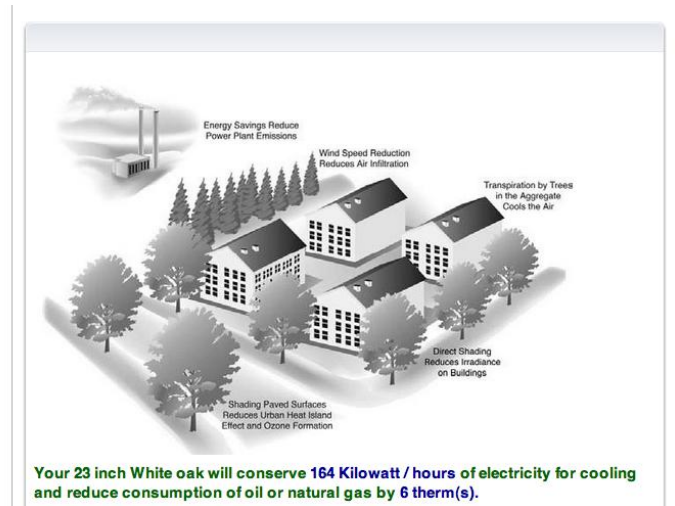 Energy Savings Reduce
Power Plant Emissions
Wind Speed Reduction
Reduces Air Infiltration
Transpiration by Trees
in the Aggregate
Cools the Air
Direct Shading
Reduces Irradiance
on Buildings
Shading Paved Surfaces
Reduces Urban Heat Island
Effect and Ozone Formation
Your 23 inch White oak will conserve 164 Kilowatt / hours of electricity for cooling
and reduce consumption of oil or natural gas by 6 therm(s).